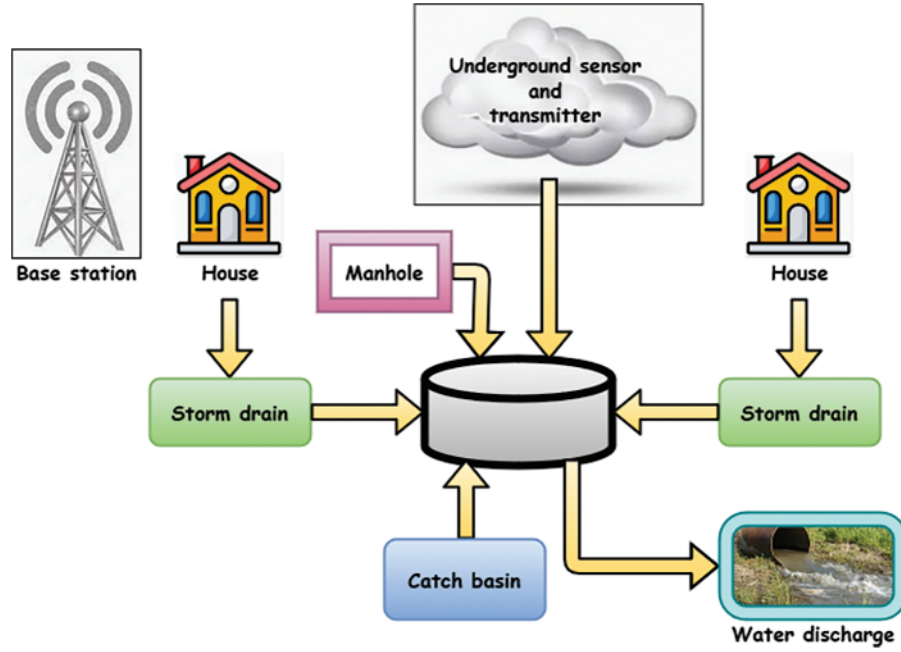 Underground sensor
and
transmitter
Base station
House
Manhole
House
Storm drain
Storm drain
Catch basin
Water discharge